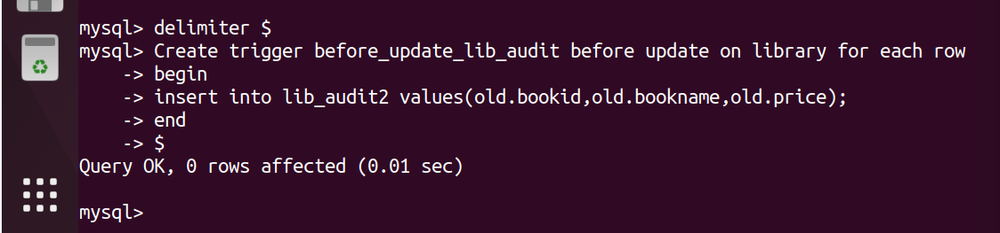 mysql> delimiter $
mysql> Create trigger before_update_lib_audit before update on library for each row
    -> begin
    -> insert into lib_audit2 values(old.bookid,old.bookname,old.price);
    -> end
    -> $
Query OK, 0 rows affected (0.01 sec)

mysql>